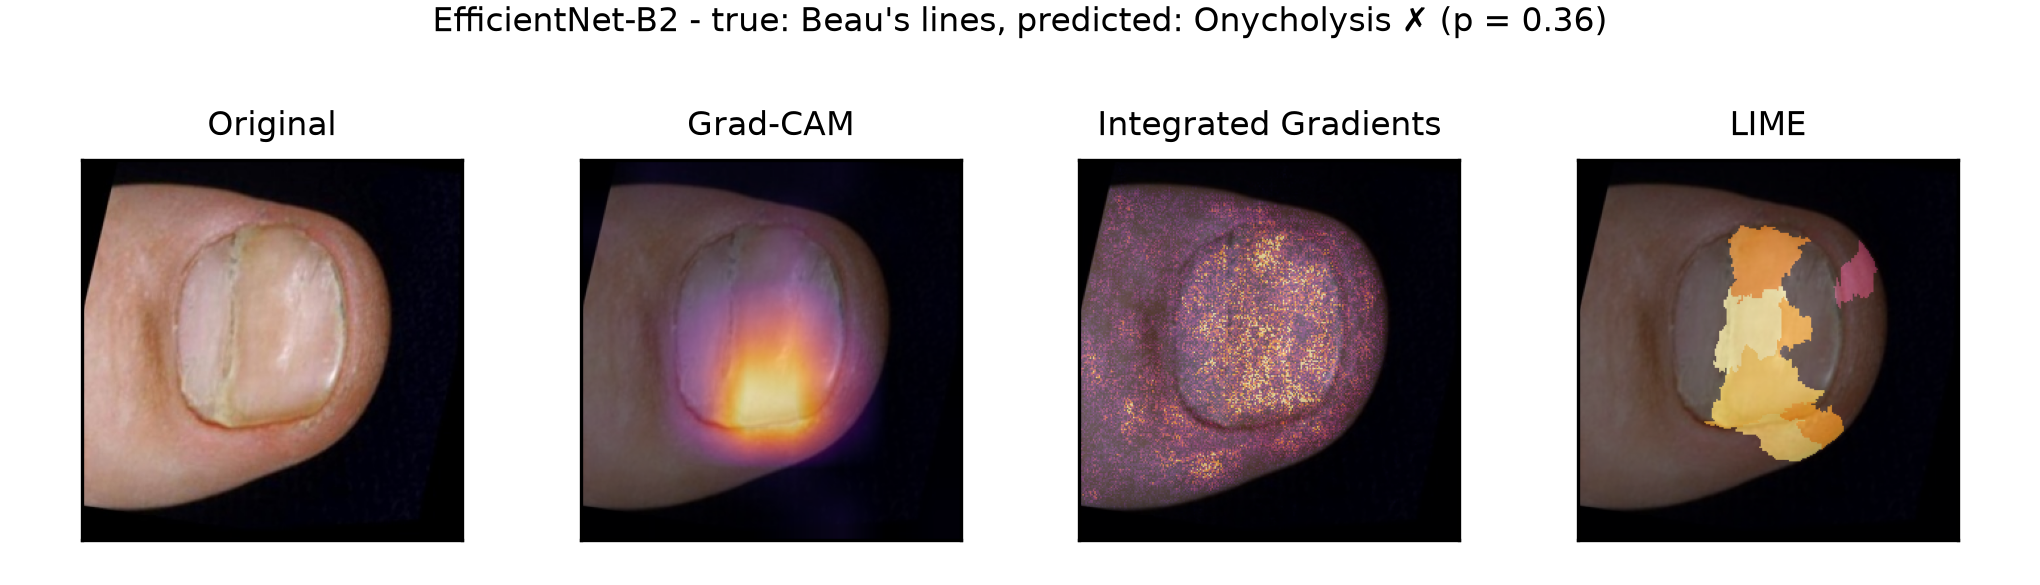 EfficientNet-B2 - true: Beau's lines, predicted: Onycholysis ✗ (p = 0.36)
Original
Grad-CAM
Integrated Gradients
LIME